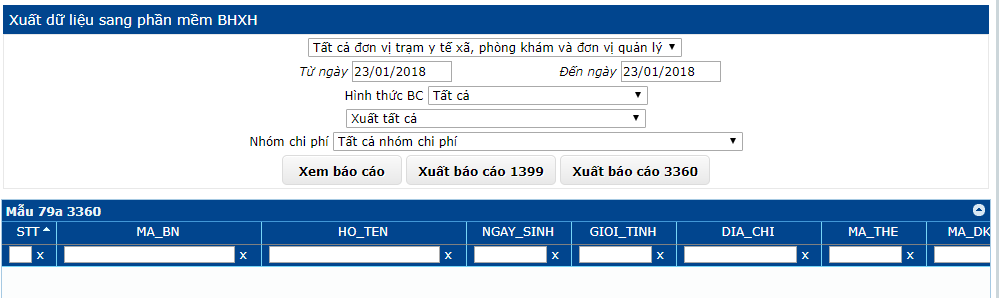 Xuất dữ liệu sang phần mềm BHXH
Tất cả đơn vị trạm y tế xã, phòng khám và đơn vị quản lý
Từ ngày 23/01/2018 Đến ngày 23/01/2018
Hình thức BC Tất cả
Xuất tất cả
Nhóm chi phí Tất cả nhóm chi phí
Xem báo cáo Xuất báo cáo 1399 Xuất báo cáo 3360
Mẫu 79a 3360
STT MA_BN HO_TEN NGAY_SINH GIOI_TINH DIA_CHI MA_THE MA_DK
x x x x x x x